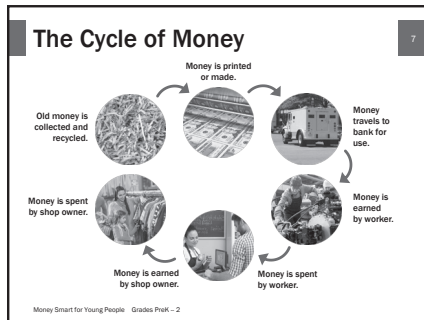 The Cycle of Money
7
Money is printed
or made.
Money
travels to
bank for
use.
Money is
earned
by worker.
Money is spent
by worker.
Money is earned
by shop owner.
Money is spent
by shop owner.
Old money is
collected and
recycled.
Money Smart for Young People Grades PreK – 2